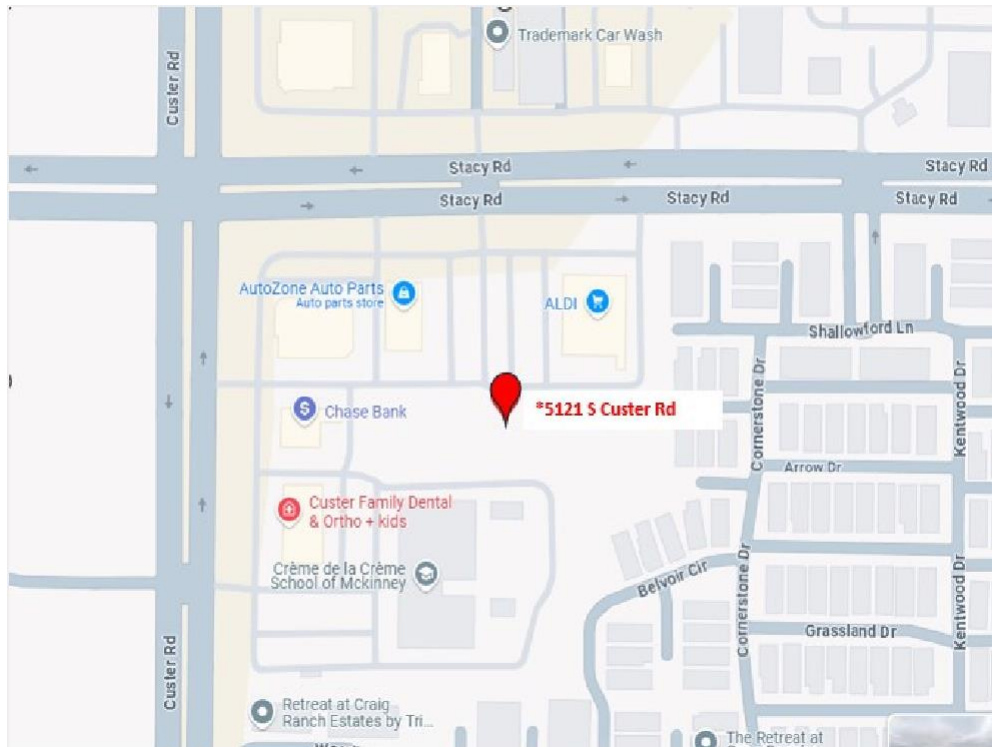 Trademark Car Wash
Custer Rd
Stacy Rd
Stacy Rd
Stacy Rd
Stacy Rd
Stacy Rd
AutoZone Auto Parts
Auto parts store
ALDI
Shallowford Ln
Chase Bank
*5121 S Custer Rd
Cornerstone Dr
Kentwood Dr
Arrow Dr
Custer Family Dental
& Ortho + kids
Crème de la Crème
School of Mckinney
Belvoir Cir
Cornerstone Dr
Kentwood Dr
Grassland Dr
Custer Rd
Retreat at Craig
Ranch Estates by Tri...
The Retreat at